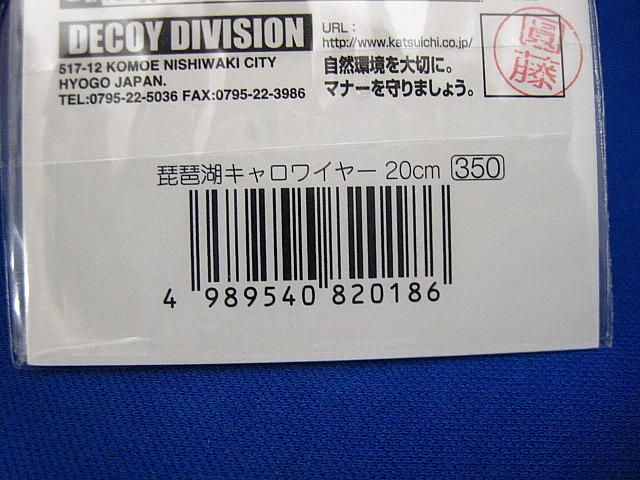 DECOY DIVISION
517-12 KOMOE NISHIWAKI CITY
HYOGO JAPAN.
TEL:0795-22-5036 FAX:0795-22-3986
URL :
http://www.katsuichi.co.jp/
自然環境を大切に。
マナーを守りましょう。
琵琶湖キャロワイヤー 20cm 350
4 989540 820186